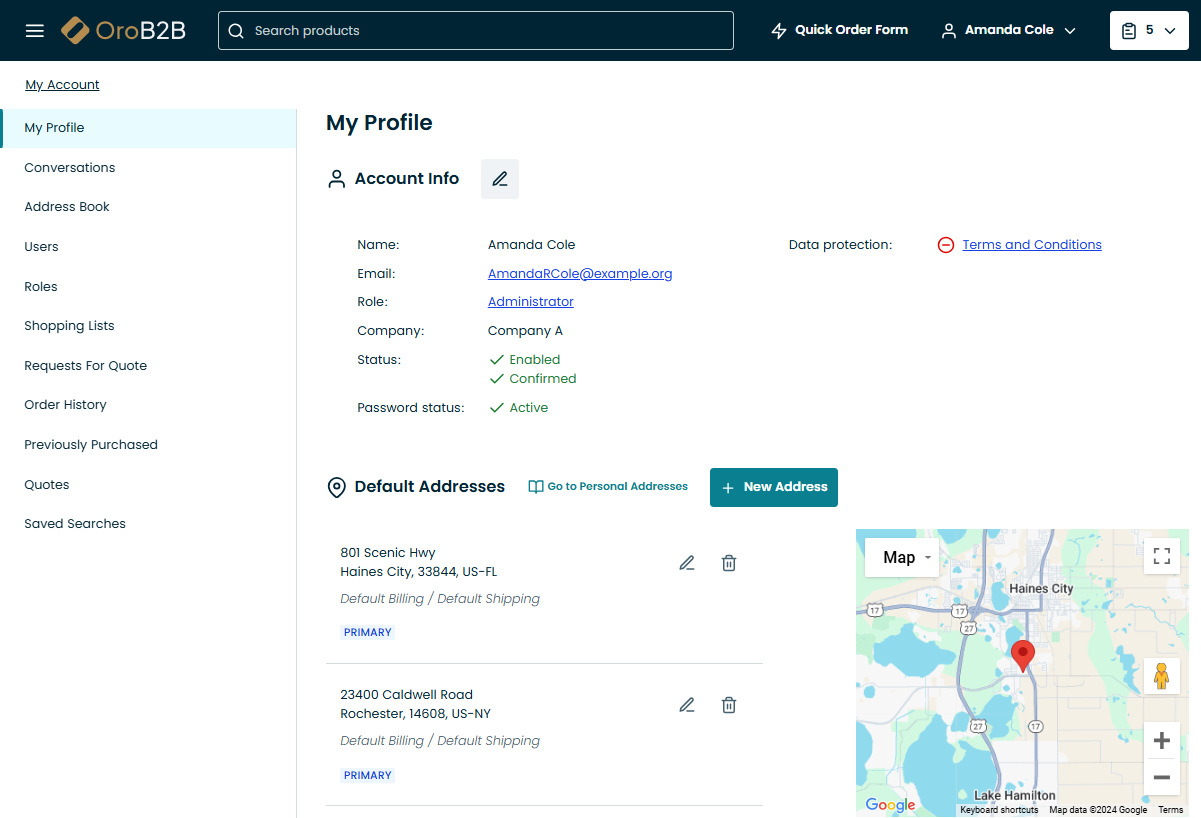 OroB2B
Search products
Quick Order Form
Amanda Cole
5
My Account
My Profile
Conversations
Address Book
Users
Roles
Shopping Lists
Requests For Quote
Order History
Previously Purchased
Quotes
Saved Searches
My Profile
Account Info
Name: Amanda Cole
Email: AmandaRCole@example.org
Role: Administrator
Company: Company A
Status: Enabled
Confirmed
Password status: Active
Data protection: Terms and Conditions
Default Addresses
Go to Personal Addresses
New Address
801 Scenic Hwy
Haines City, 33844, US-FL
Default Billing / Default Shipping
PRIMARY
23400 Caldwell Road
Rochester, 14608, US-NY
Default Billing / Default Shipping
PRIMARY
Map
Haines City
17
17
27
27
17
Lake Hamilton
Google
Keyboard shortcuts
Map data ©2024 Google
Terms